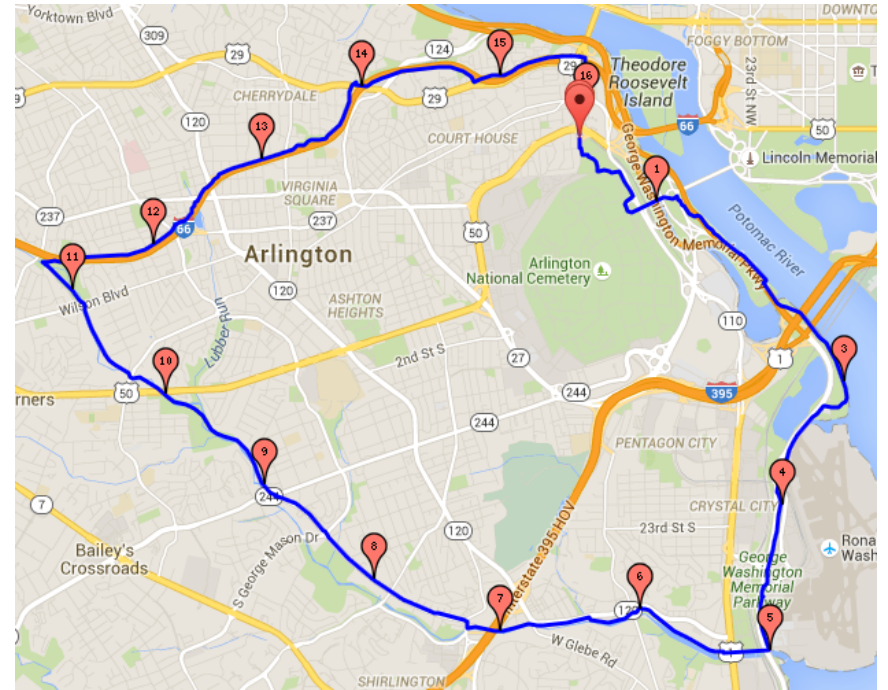 Yorktown Blvd
309
29
124
15
DOWNTO
FOGGY BOTTOM
14
29
Theodore
Roosevelt
Island
23rd St NW
CHERRYDALE
29
16
120
13
COURT HOUSE
66
50
George Washington Memorial Pkwy
Lincoln Memorial
VIRGINIA
SQUARE
1
237
12
237
66
50
Potomac River
11
Arlington
Arlington
National Cemetery
Wilson Blvd
120
ASHTON
HEIGHTS
Lubber Run
110
2nd St S
27
1
3
10
50
244
395
rners
244
244
PENTAGON CITY
9
4
7
244
CRYSTAL CITY
Interstate 395 HOV
120
23rd St S
Bailey's
Crossroads
S George Mason Dr
8
George
Washington
Memorial
Parkway
Rona
Wash
6
7
120
5
W Glebe Rd
1
SHIRLINGTON